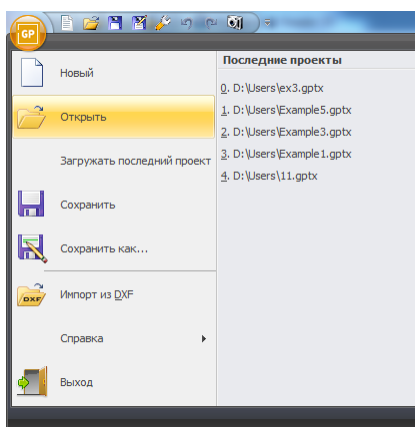 GP
Новый
Открыть
Загружать последний проект
Сохранить
Сохранить как...
DXF
Импорт из DXF
Справка
Выход
Последние проекты
0. D:\Users\ex3.gptx
1. D:\Users\Example5.gptx
2. D:\Users\Example3.gptx
3. D:\Users\Example1.gptx
4. D:\Users\11.gptx